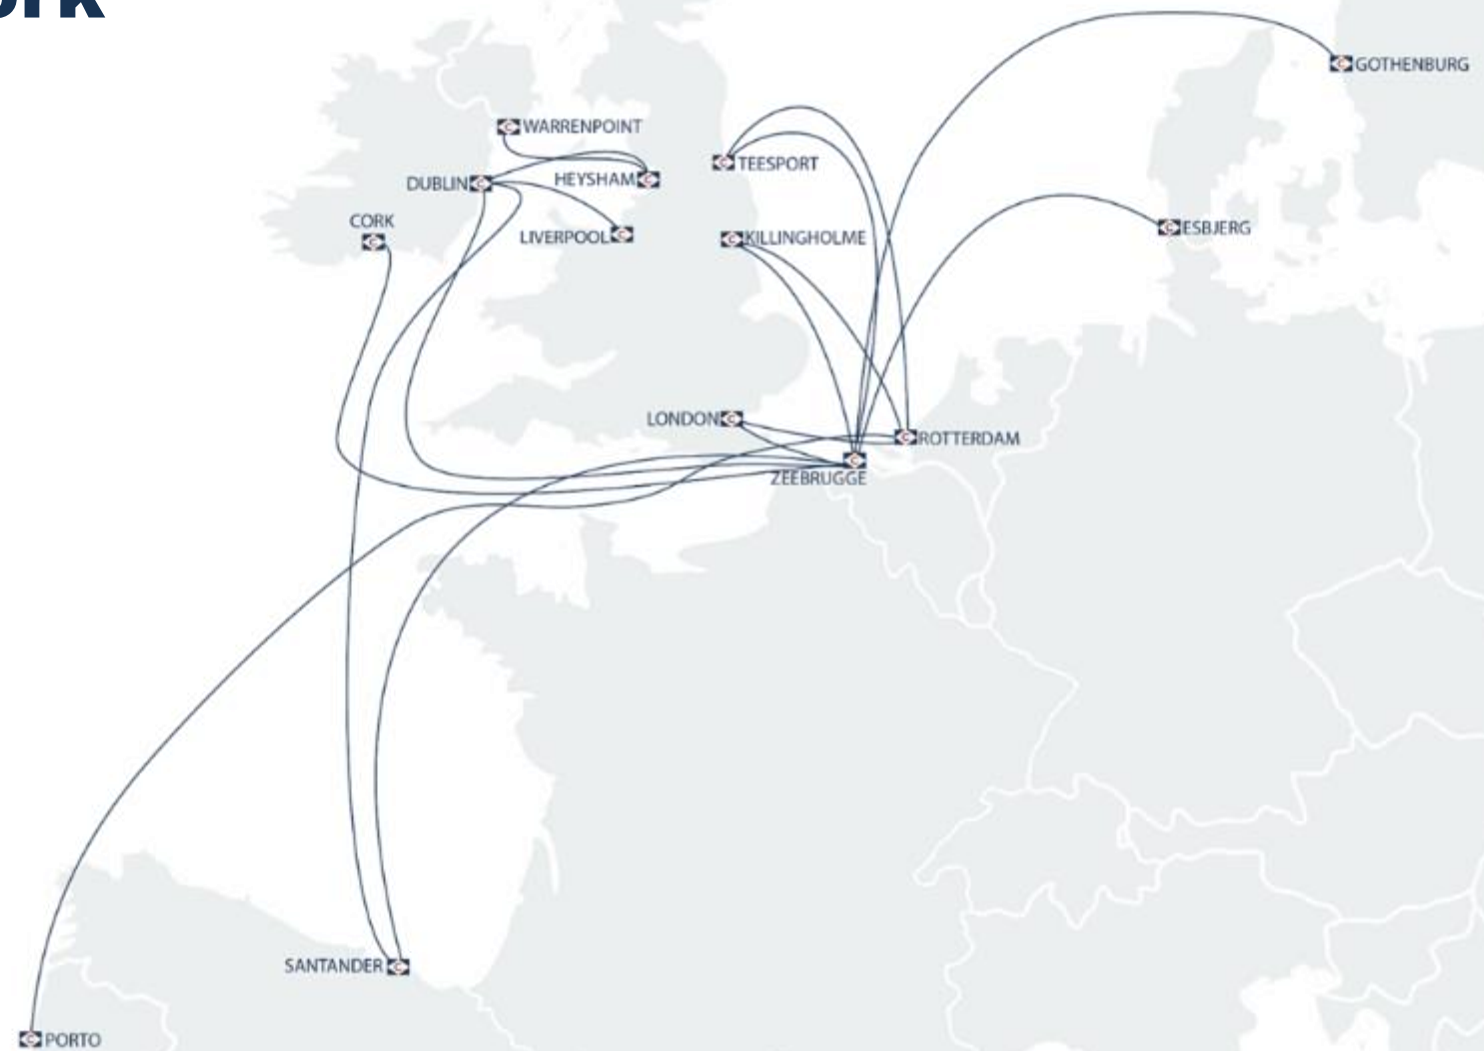 GOTHENBURG
WARRENPOINT
TEESPORT
HEYSHAM
DUBLIN
CORK
ESBJERG
LIVERPOOL
KILLINGHOLME
LONDON
ROTTERDAM
ZEEBRUGGE
SANTANDER
PORTO